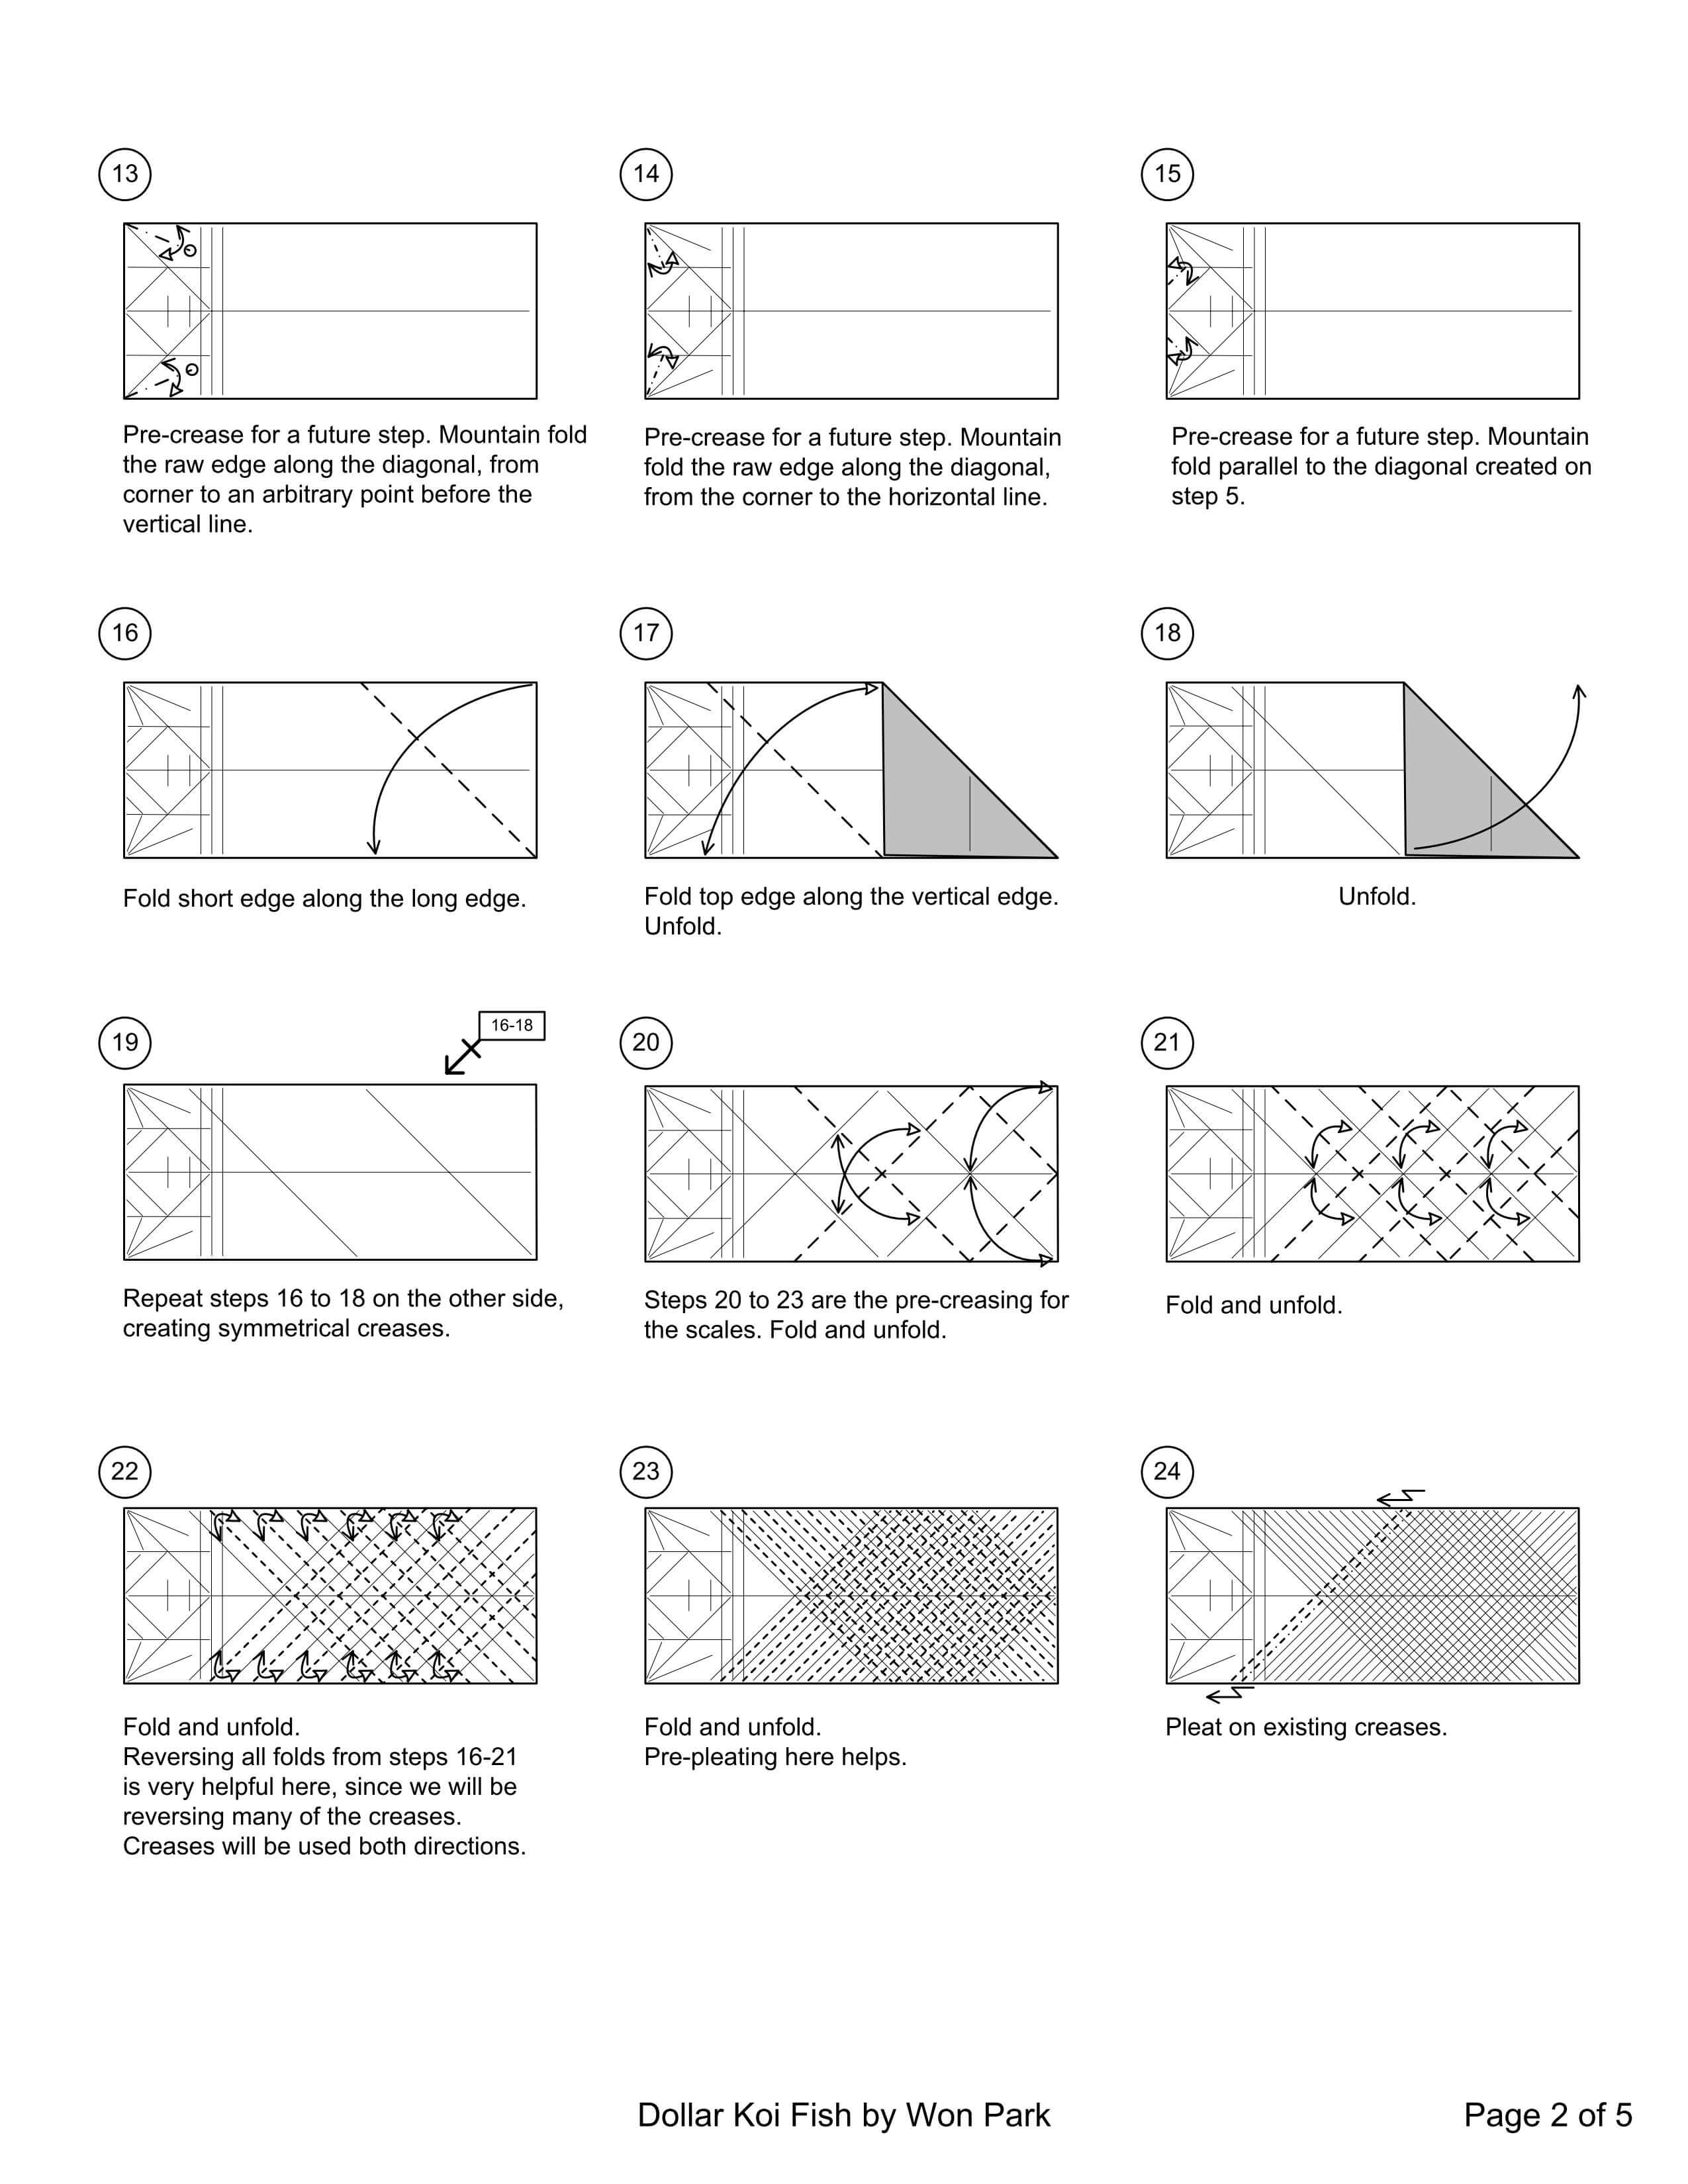 13
14
15
Pre-crease for a future step. Mountain fold
the raw edge along the diagonal, from
corner to an arbitrary point before the
vertical line.
Pre-crease for a future step. Mountain
fold the raw edge along the diagonal,
from the corner to the horizontal line.
Pre-crease for a future step. Mountain
fold parallel to the diagonal created on
step 5.
16
17
18
Fold short edge along the long edge.
Fold top edge along the vertical edge.
Unfold.
Unfold.
19
16-18
20
21
Repeat steps 16 to 18 on the other side,
creating symmetrical creases.
Steps 20 to 23 are the pre-creasing for
the scales. Fold and unfold.
Fold and unfold.
22
23
24
Fold and unfold.
Reversing all folds from steps 16-21
is very helpful here, since we will be
reversing many of the creases.
Creases will be used both directions.
Fold and unfold.
Pre-pleating here helps.
Pleat on existing creases.
Dollar Koi Fish by Won Park
Page 2 of 5